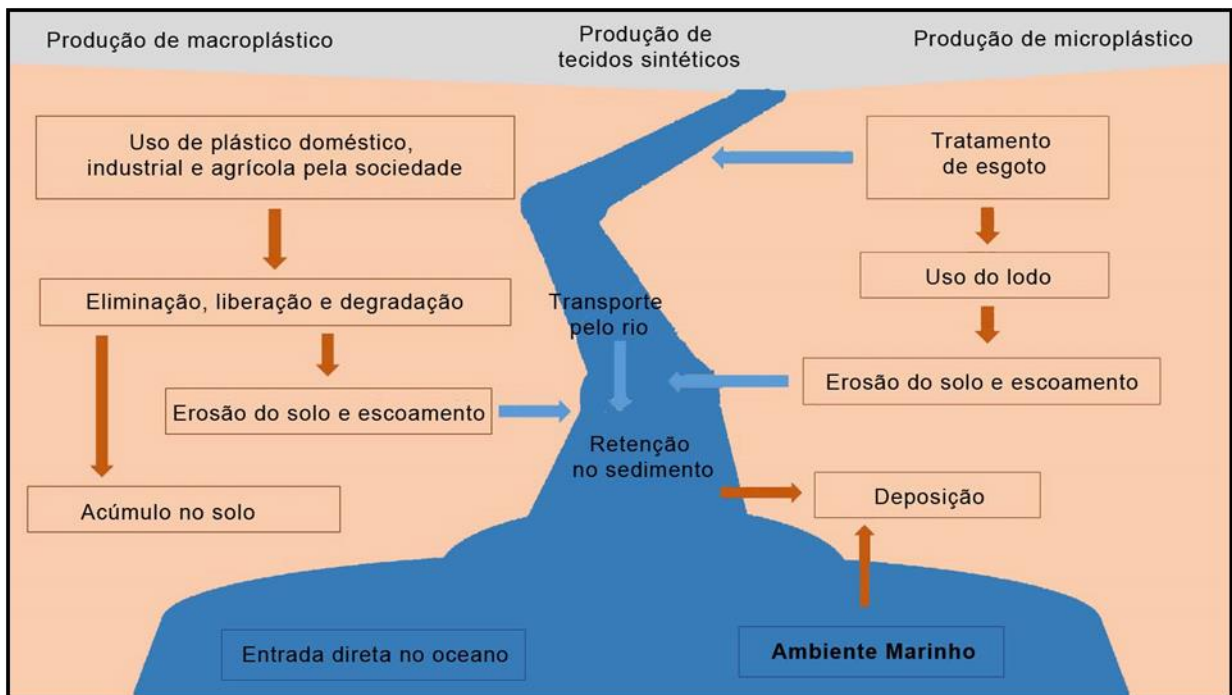 Produção de macroplástico
Produção de
tecidos sintéticos
Produção de microplástico
Uso de plástico doméstico,
industrial e agrícola pela sociedade
Tratamento
de esgoto
Eliminação, liberação e degradação
Transporte
pelo rio
Uso do lodo
Erosão do solo e escoamento
Erosão do solo e escoamento
Retenção
no sedimento
Acúmulo no solo
Deposição
Entrada direta no oceano
Ambiente Marinho